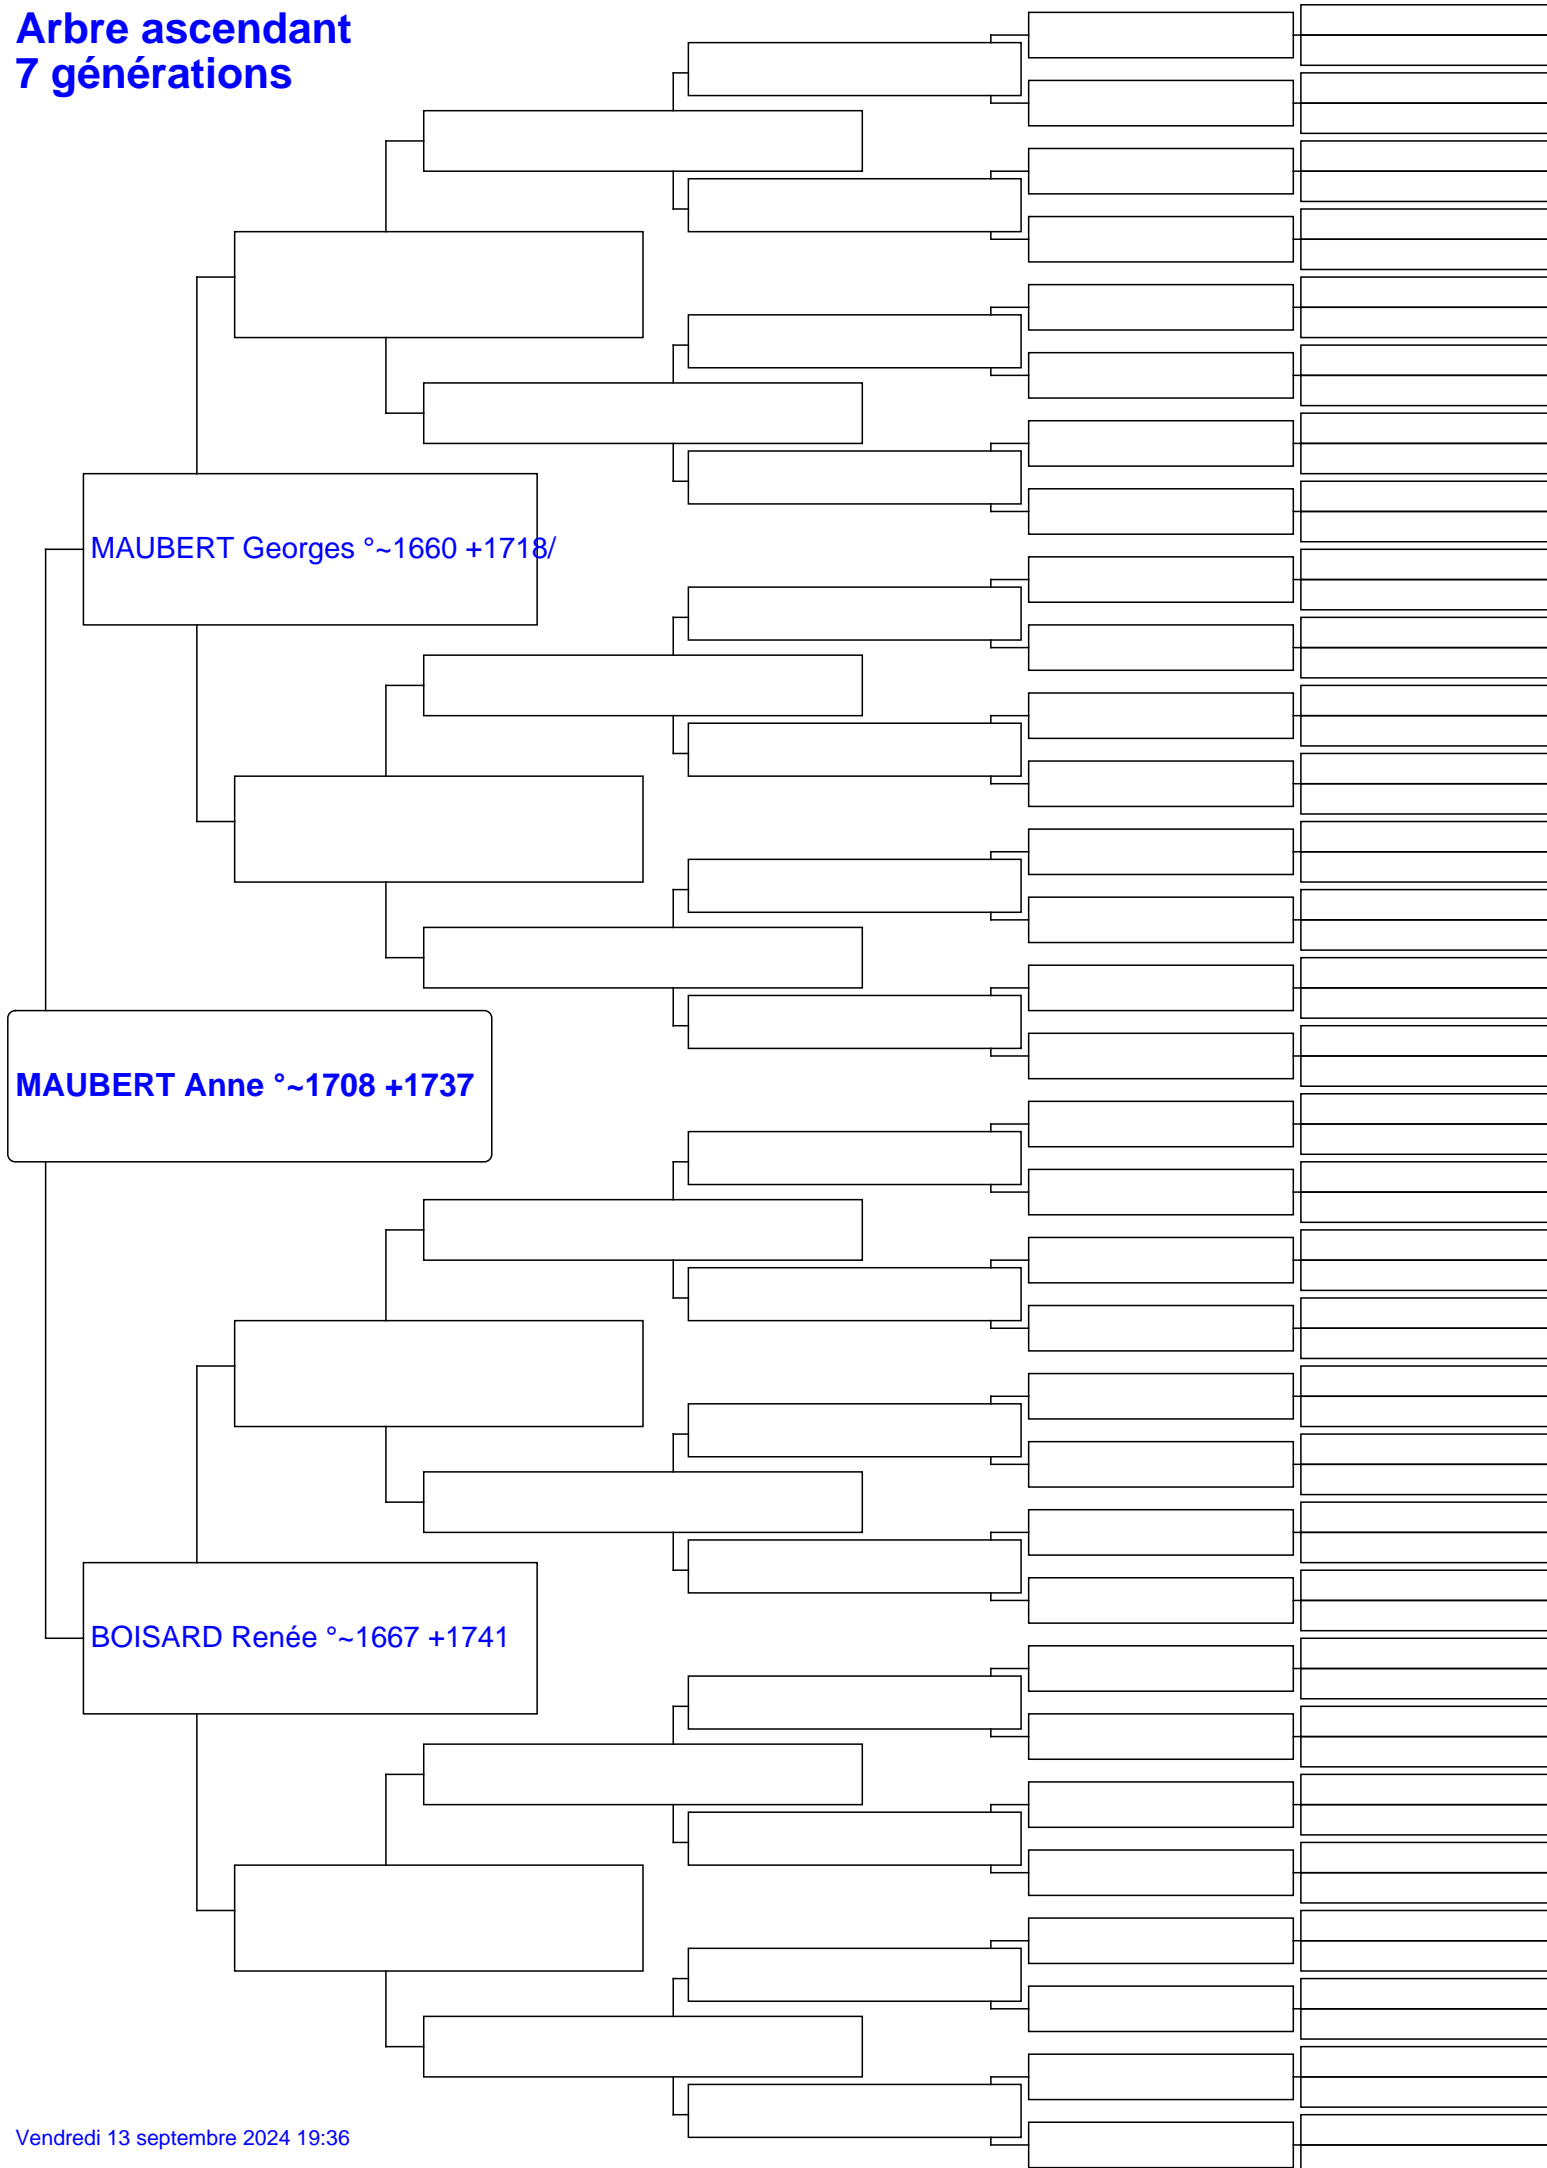 Arbre ascendant
7 générations
MAUBERT Georges °~1660 +1718/
MAUBERT Anne °~1708 +1737
BOISARD Renée °~1667 +1741
Vendredi 13 septembre 2024 19:36